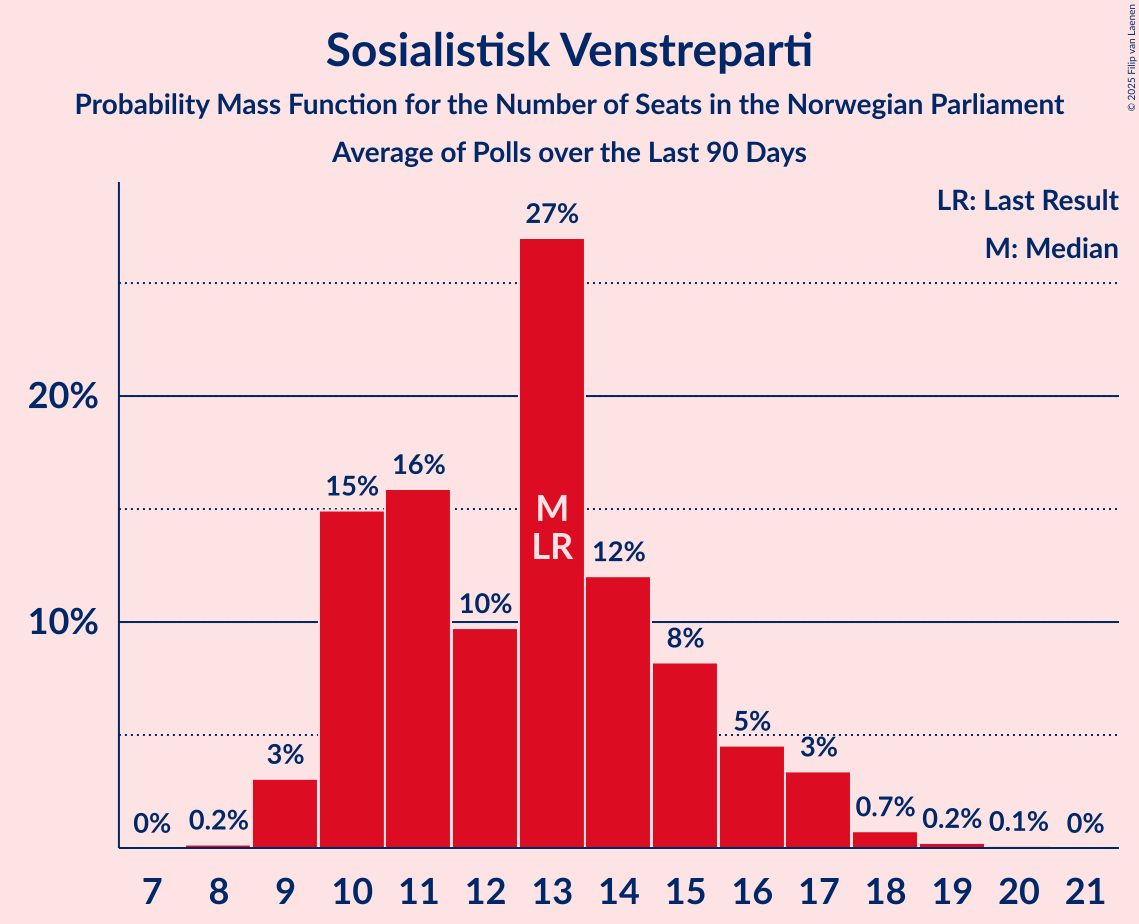 Sosialistisk Venstreparti
Probability Mass Function for the Number of Seats in the Norwegian Parliament
Average of Polls over the Last 90 Days
© 2025 Filip van Laenen
LR: Last Result
M: Median
20%
10%
0%
0.2%
3%
15%
16%
10%
27%
M
LR
12%
8%
5%
3%
0.7%
0.2%
0.1%
0%
7 8 9 10 11 12 13 14 15 16 17 18 19 20 21